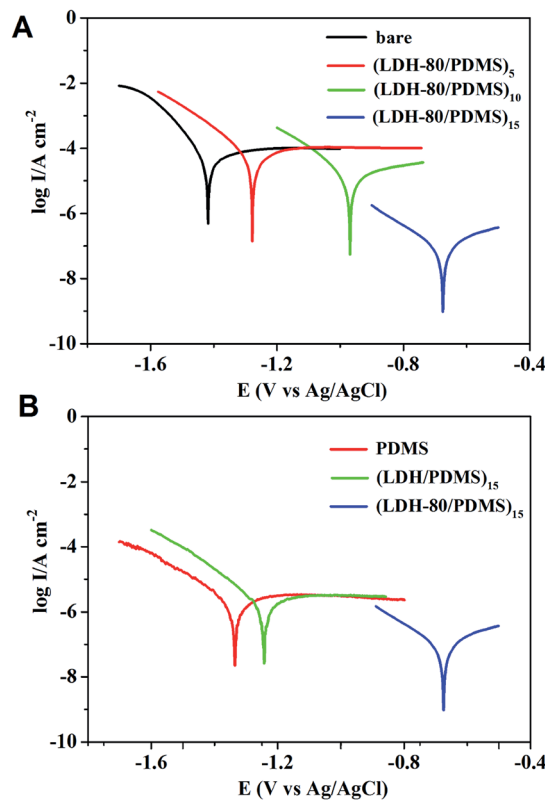 A
bare
(LDH-80/PDMS)5
(LDH-80/PDMS)10
(LDH-80/PDMS)15
0
-2
-4
-6
-8
-10
log I/A cm-2
-1.6 -1.2 -0.8 -0.4
E (V vs Ag/AgCl)
B
PDMS
(LDH/PDMS)15
(LDH-80/PDMS)15
0
-2
-4
-6
-8
-10
log I/A cm-2
-1.6 -1.2 -0.8 -0.4
E (V vs Ag/AgCl)